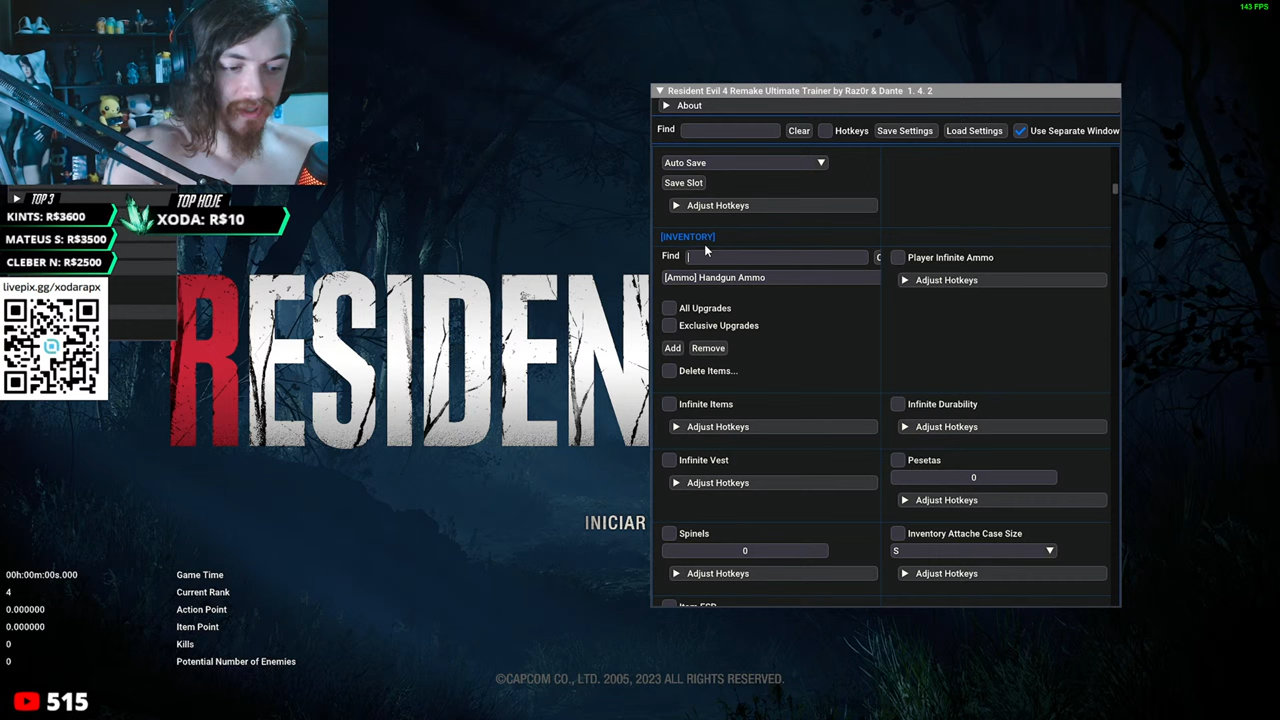 143 FPS
Resident Evil 4 Remake Ultimate Trainer by Raz0r & Dante 1. 4. 2
About
Find
Clear
Hotkeys
Save Settings
Load Settings
Use Separate Window
Auto Save
Save Slot
Adjust Hotkeys
[INVENTORY]
Find
Player Infinite Ammo
[Ammo] Handgun Ammo
Adjust Hotkeys
All Upgrades
Exclusive Upgrades
Add
Remove
Delete Items...
Infinite Items
Infinite Durability
Adjust Hotkeys
Adjust Hotkeys
Infinite Vest
Pesetas
0
Adjust Hotkeys
Adjust Hotkeys
Spinels
Inventory Attache Case Size
0
S
Adjust Hotkeys
Adjust Hotkeys
TOP 3
TOP HOJE
KINTS: R$3600
XODA: R$10
MATEUS S: R$3500
CLEBER N: R$2500
livepix.gg/xodarapx
RESIDEN
INICIAR
00h:00m:00s.000 Game Time
4 Current Rank
0.000000 Action Point
0.000000 Item Point
0 Kills
0 Potential Number of Enemies
©CAPCOM CO., LTD. 2005, 2023 ALL RIGHTS RESERVED.
515